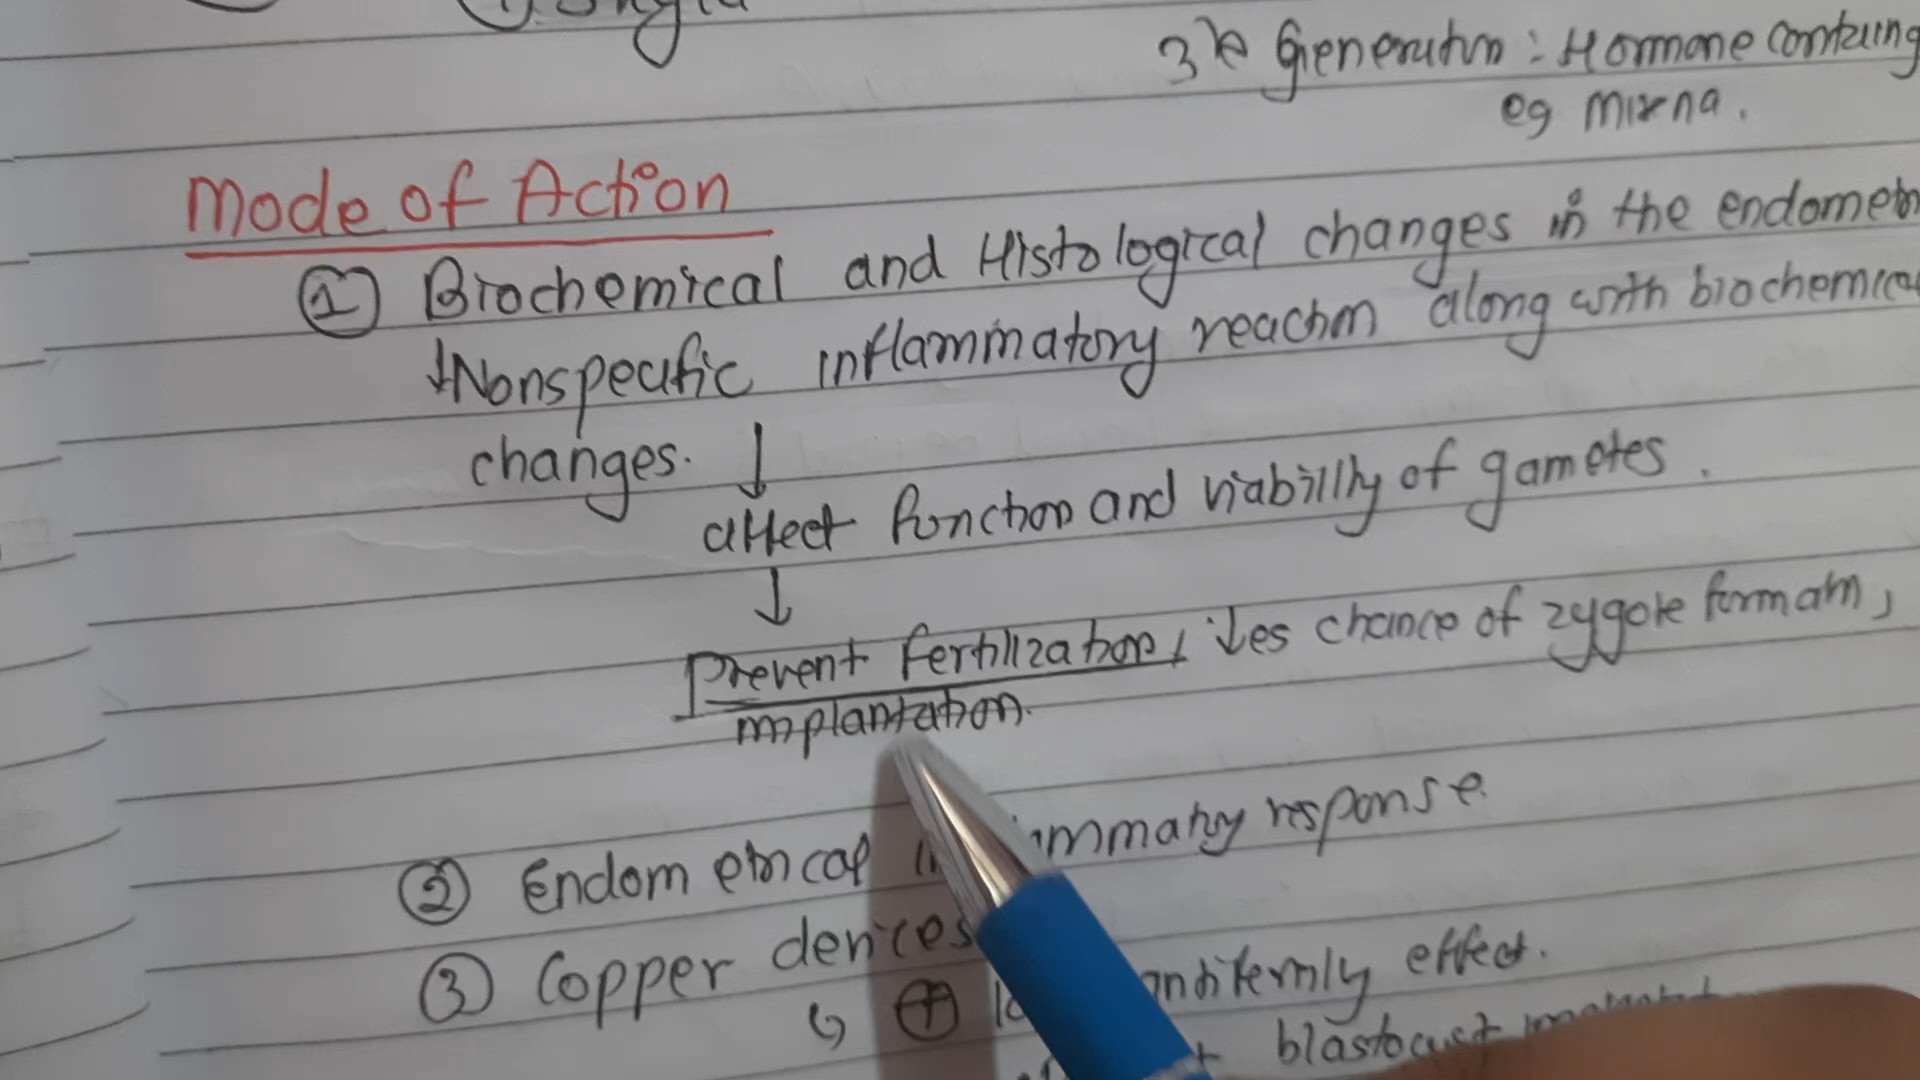 3rd Generation : Hormone containing
eg Mirena.
Mode of Action
① Biochemical and Histological changes in the endometr
↓Nonspecific inflammatory reaction along with biochemical
changes. ↓
affect function and viability of gametes.
↓
Prevent fertilization, ↓es chance of zygote formation,
implantation.
② Endometrical response.
③ Copper devices
↳ ⊕ antifertility effect.
blastocyst